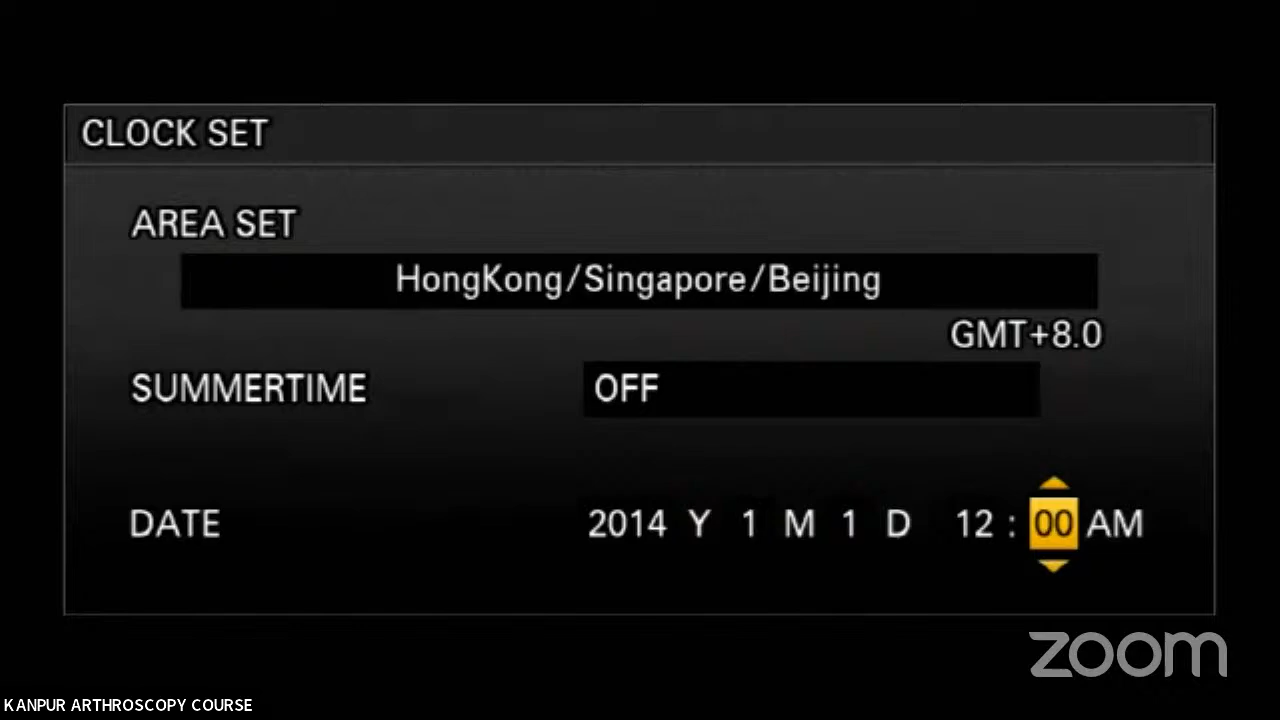 CLOCK SET
AREA SET
HongKong/Singapore/Beijing
GMT+8.0
SUMMERTIME OFF
DATE 2014 Y 1 M 1 D 12 : 00 AM
zoom
KANPUR ARTHROSCOPY COURSE